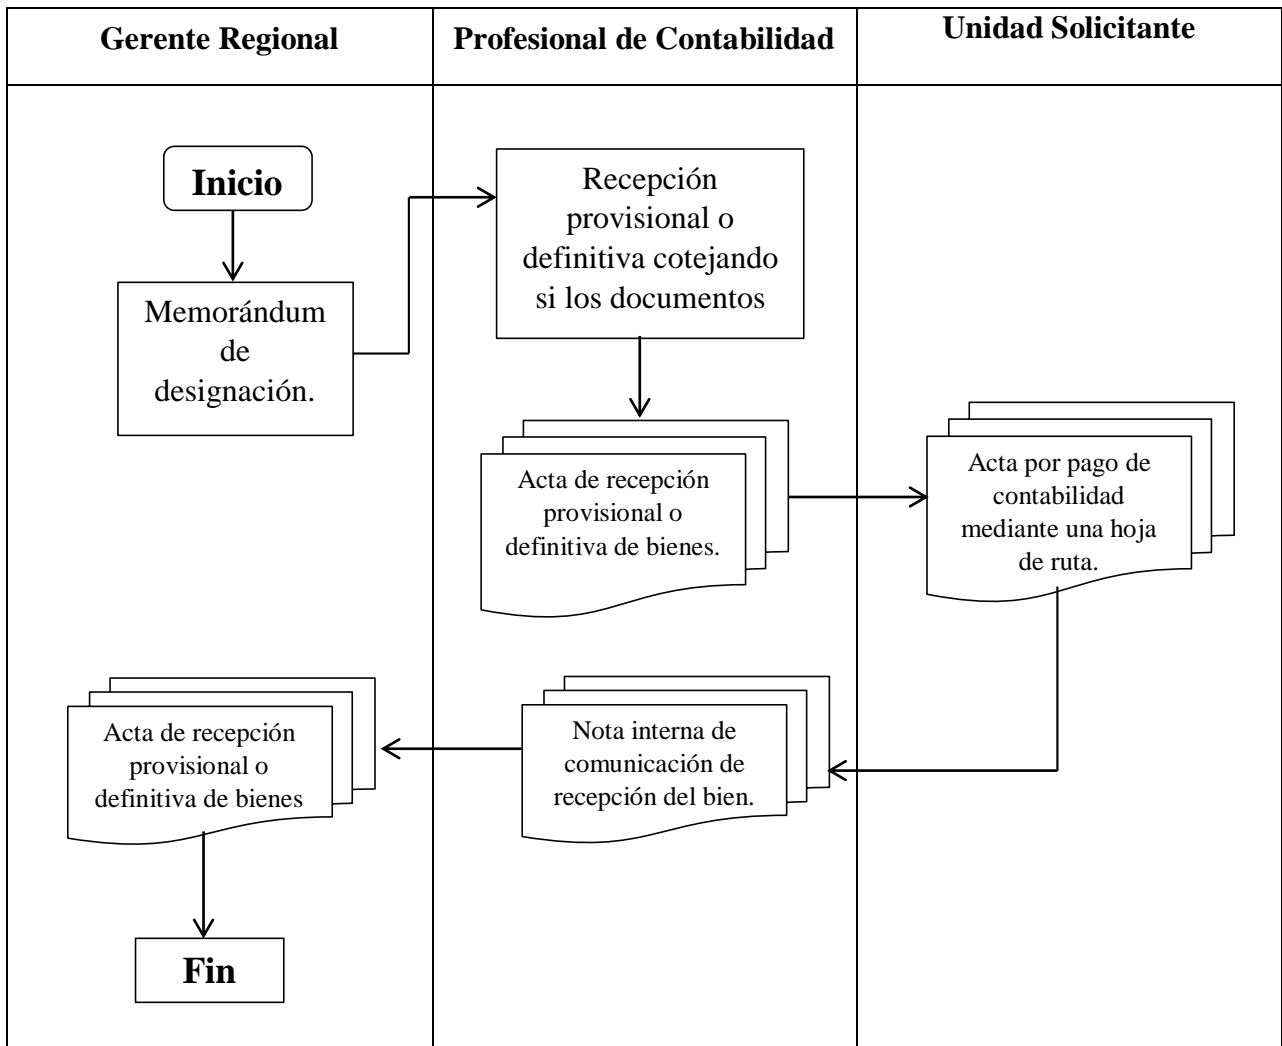 Gerente Regional
Profesional de Contabilidad
Unidad Solicitante
Inicio
Memorándum
de
designación.
Recepción
provisional o
definitiva cotejando
si los documentos
Acta de recepción
provisional o
definitiva de bienes.
Acta por pago de
contabilidad
mediante una hoja
de ruta.
Nota interna de
comunicación de
recepción del bien.
Acta de recepción
provisional o
definitiva de bienes
Fin